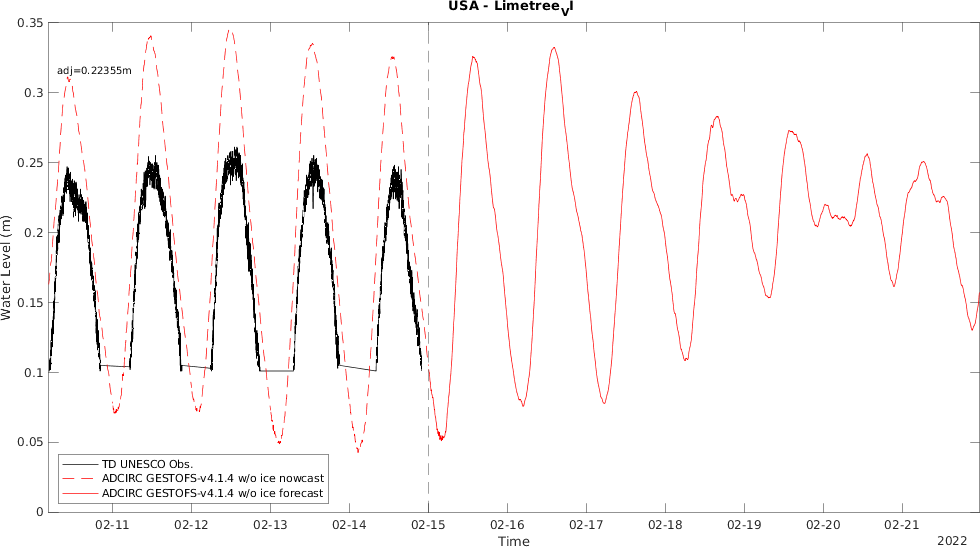 USA - Limetree_VI
adj=0.22355m
0.35
0.3
0.25
0.2
0.15
0.1
0.05
0
Water Level (m)
TD UNESCO Obs.
ADCIRC GESTOFS-v4.1.4 w/o ice nowcast
ADCIRC GESTOFS-v4.1.4 w/o ice forecast
02-11 02-12 02-13 02-14 02-15 02-16 02-17 02-18 02-19 02-20 02-21
Time
2022